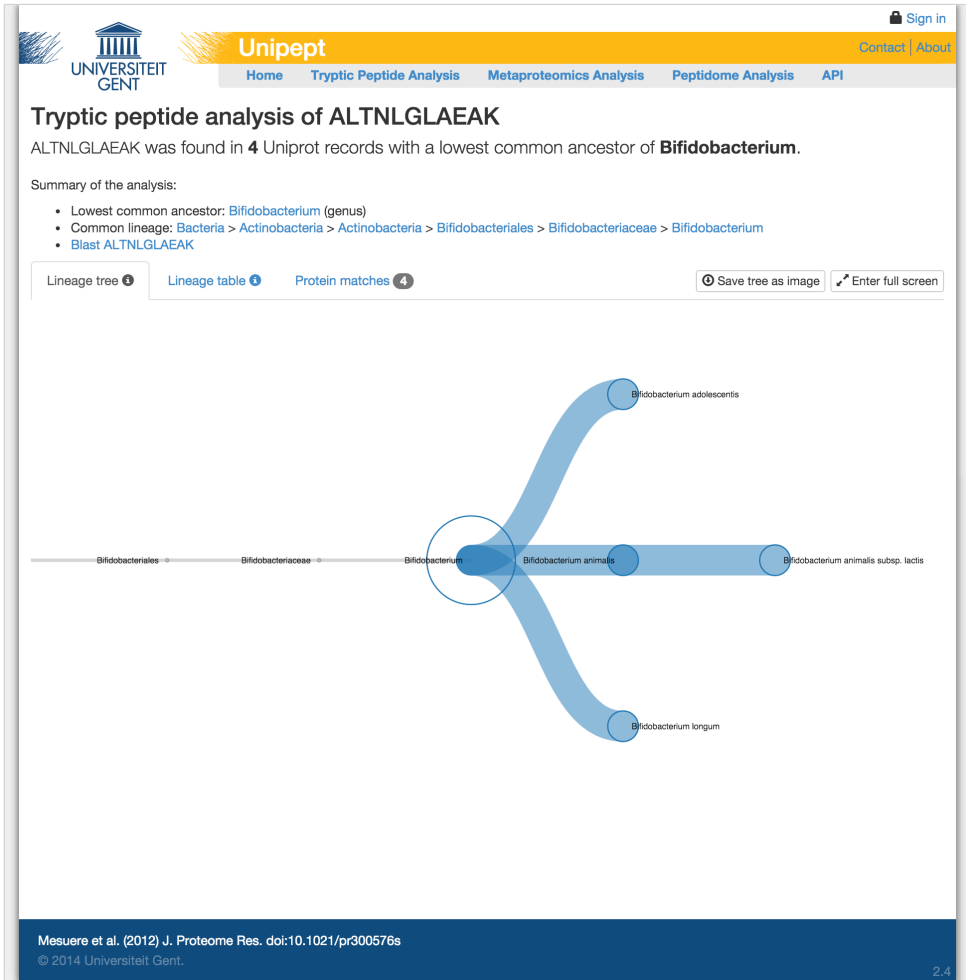 Sign in
UNIVERSITEIT
GENT
Unipept
Contact | About
Home Tryptic Peptide Analysis Metaproteomics Analysis Peptidome Analysis API
Tryptic peptide analysis of ALTNLGLAEAK
ALTNLGLAEAK was found in 4 Uniprot records with a lowest common ancestor of Bifidobacterium.
Summary of the analysis:
• Lowest common ancestor: Bifidobacterium (genus)
• Common lineage: Bacteria > Actinobacteria > Actinobacteria > Bifidobacteriales > Bifidobacteriaceae > Bifidobacterium
• Blast ALTNLGLAEAK
Lineage tree Lineage table Protein matches 4 Save tree as image Enter full screen
Bifidobacterium adolescentis
Bifidobacteriales Bifidobacteriaceae Bifidobacterium Bifidobacterium animalis Bifidobacterium animalis subsp. lactis
Bifidobacterium longum
Mesuere et al. (2012) J. Proteome Res. doi:10.1021/pr300576s
© 2014 Universiteit Gent.
2.4